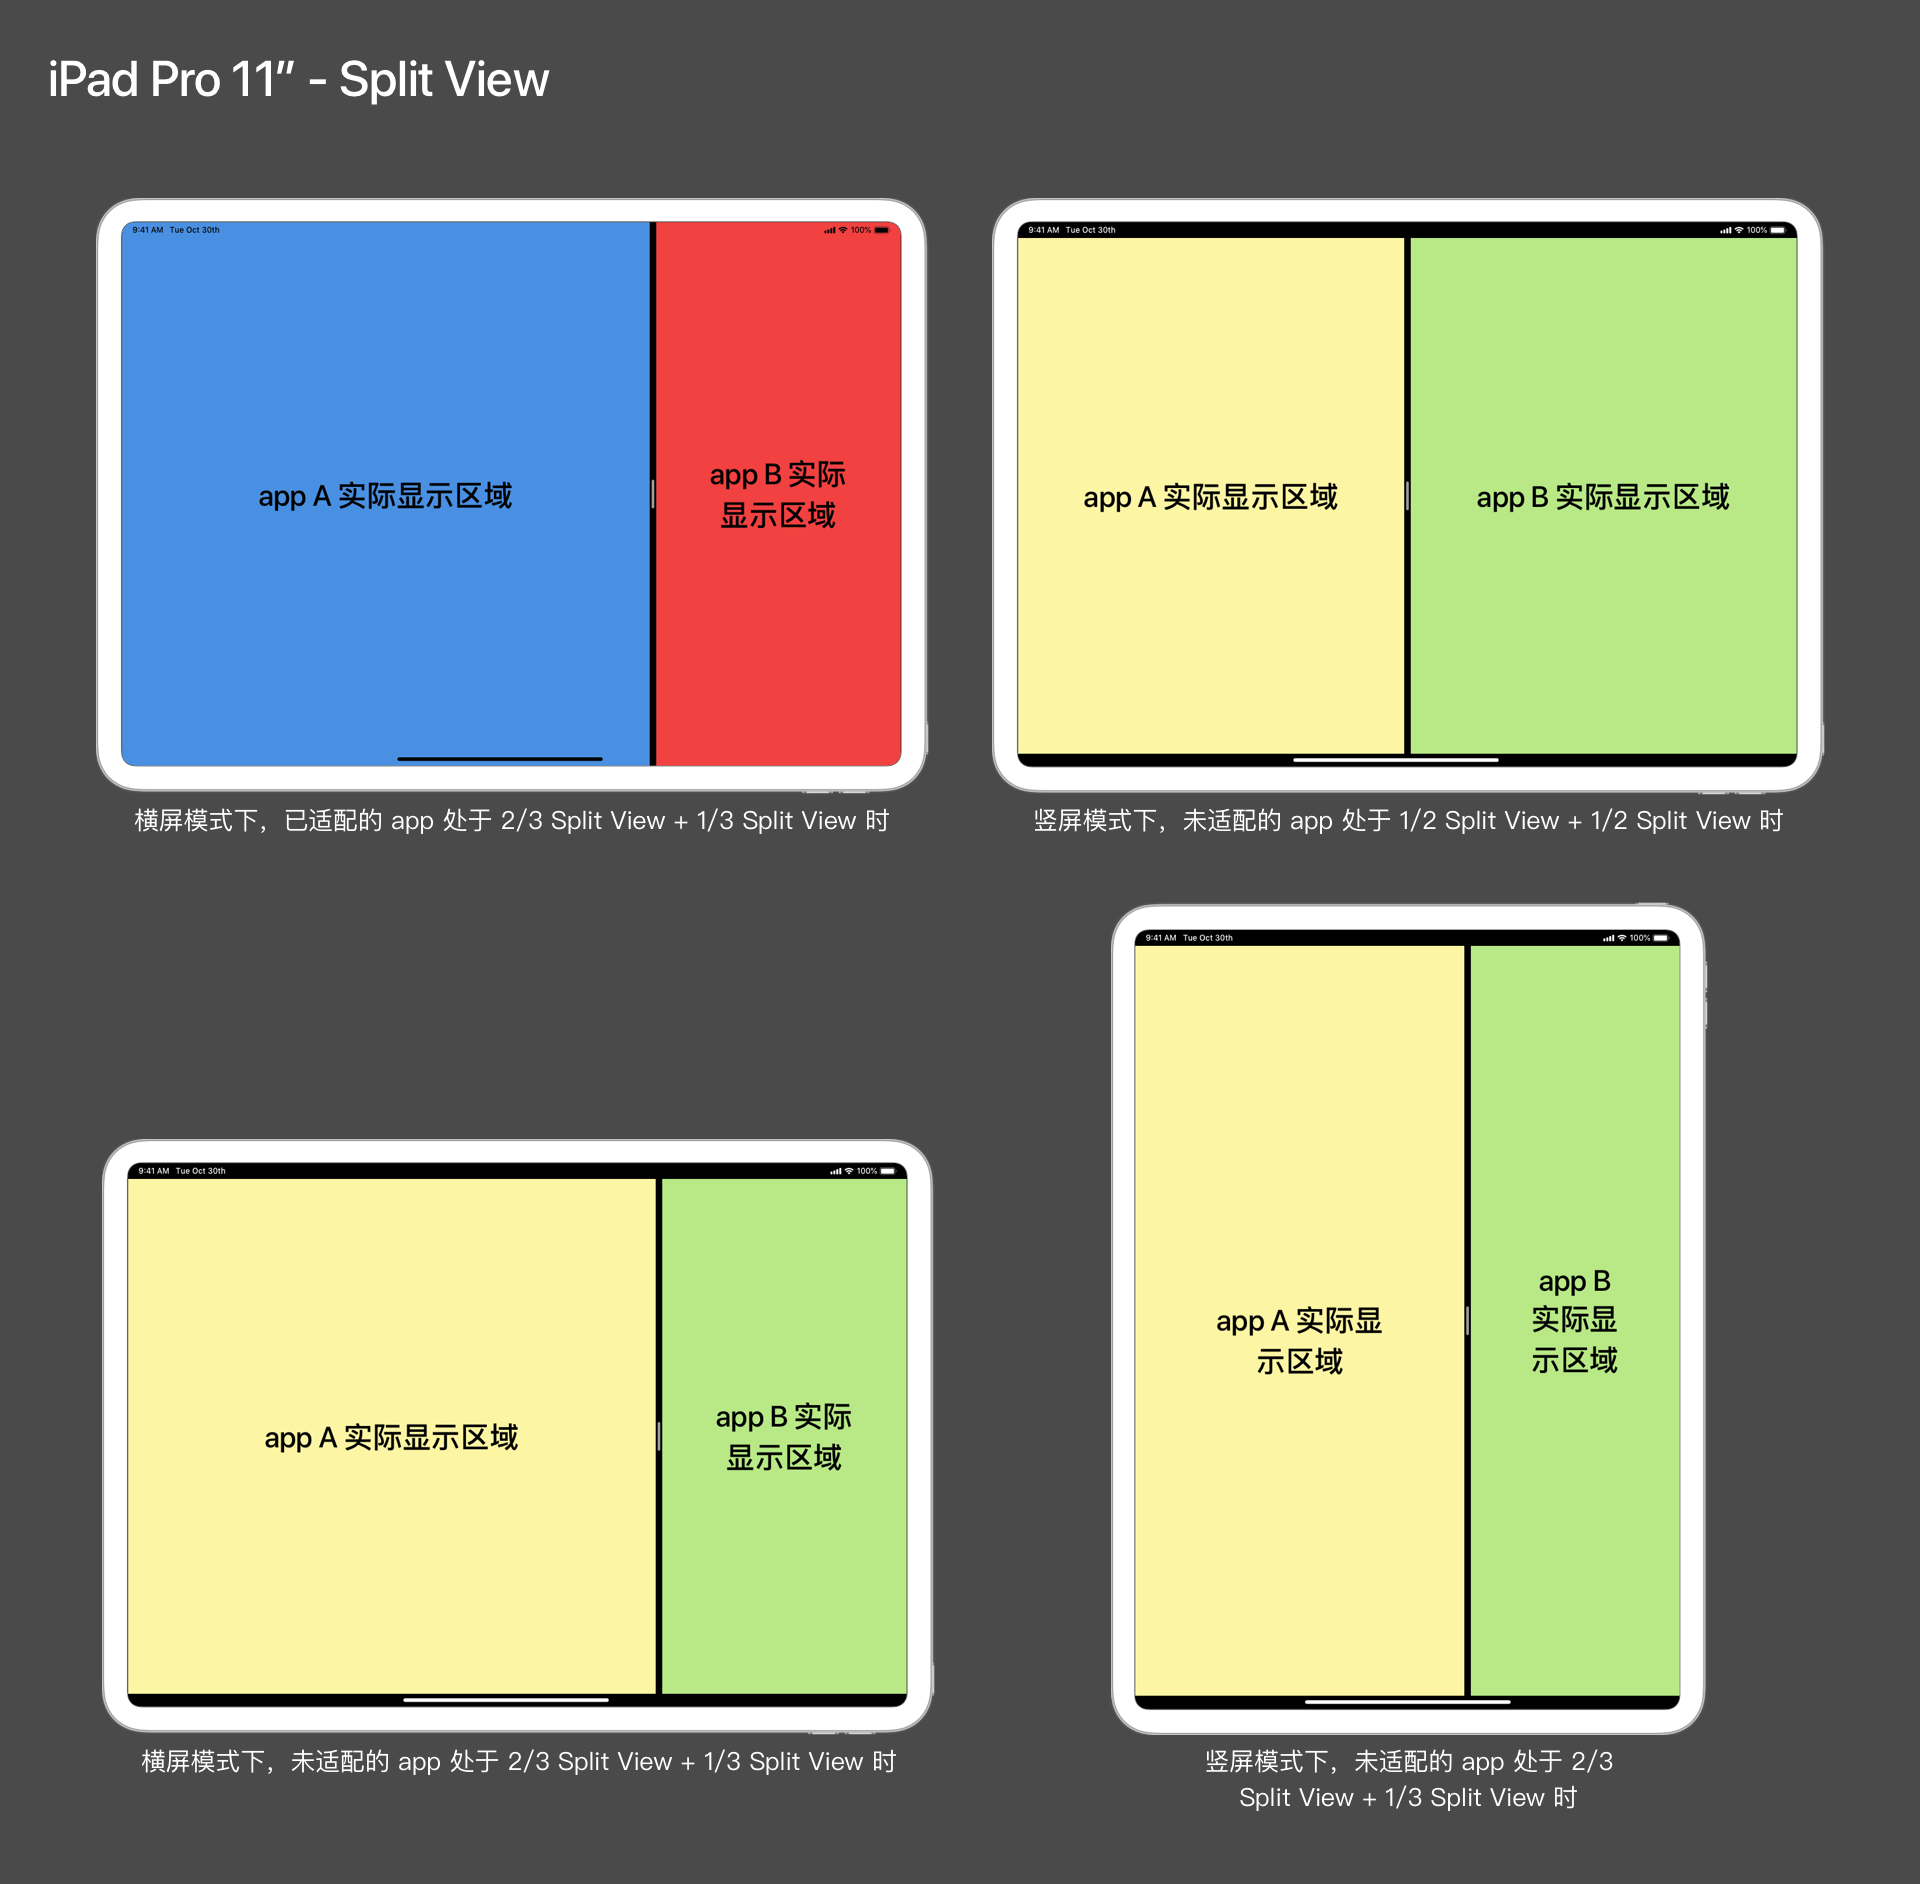 iPad Pro 11″ - Split View
9:41 AM Tue Oct 30th
100%
app A 实际显示区域
app B 实际
显示区域
横屏模式下，已适配的 app 处于 2/3 Split View + 1/3 Split View 时
9:41 AM Tue Oct 30th
100%
app A 实际显示区域
app B 实际显示区域
竖屏模式下，未适配的 app 处于 1/2 Split View + 1/2 Split View 时
9:41 AM Tue Oct 30th
100%
app A 实际显示区域
app B 实际
显示区域
横屏模式下，未适配的 app 处于 2/3 Split View + 1/3 Split View 时
9:41 AM Tue Oct 30th
100%
app A 实际显
示区域
app B
实际显
示区域
竖屏模式下，未适配的 app 处于 2/3
Split View + 1/3 Split View 时